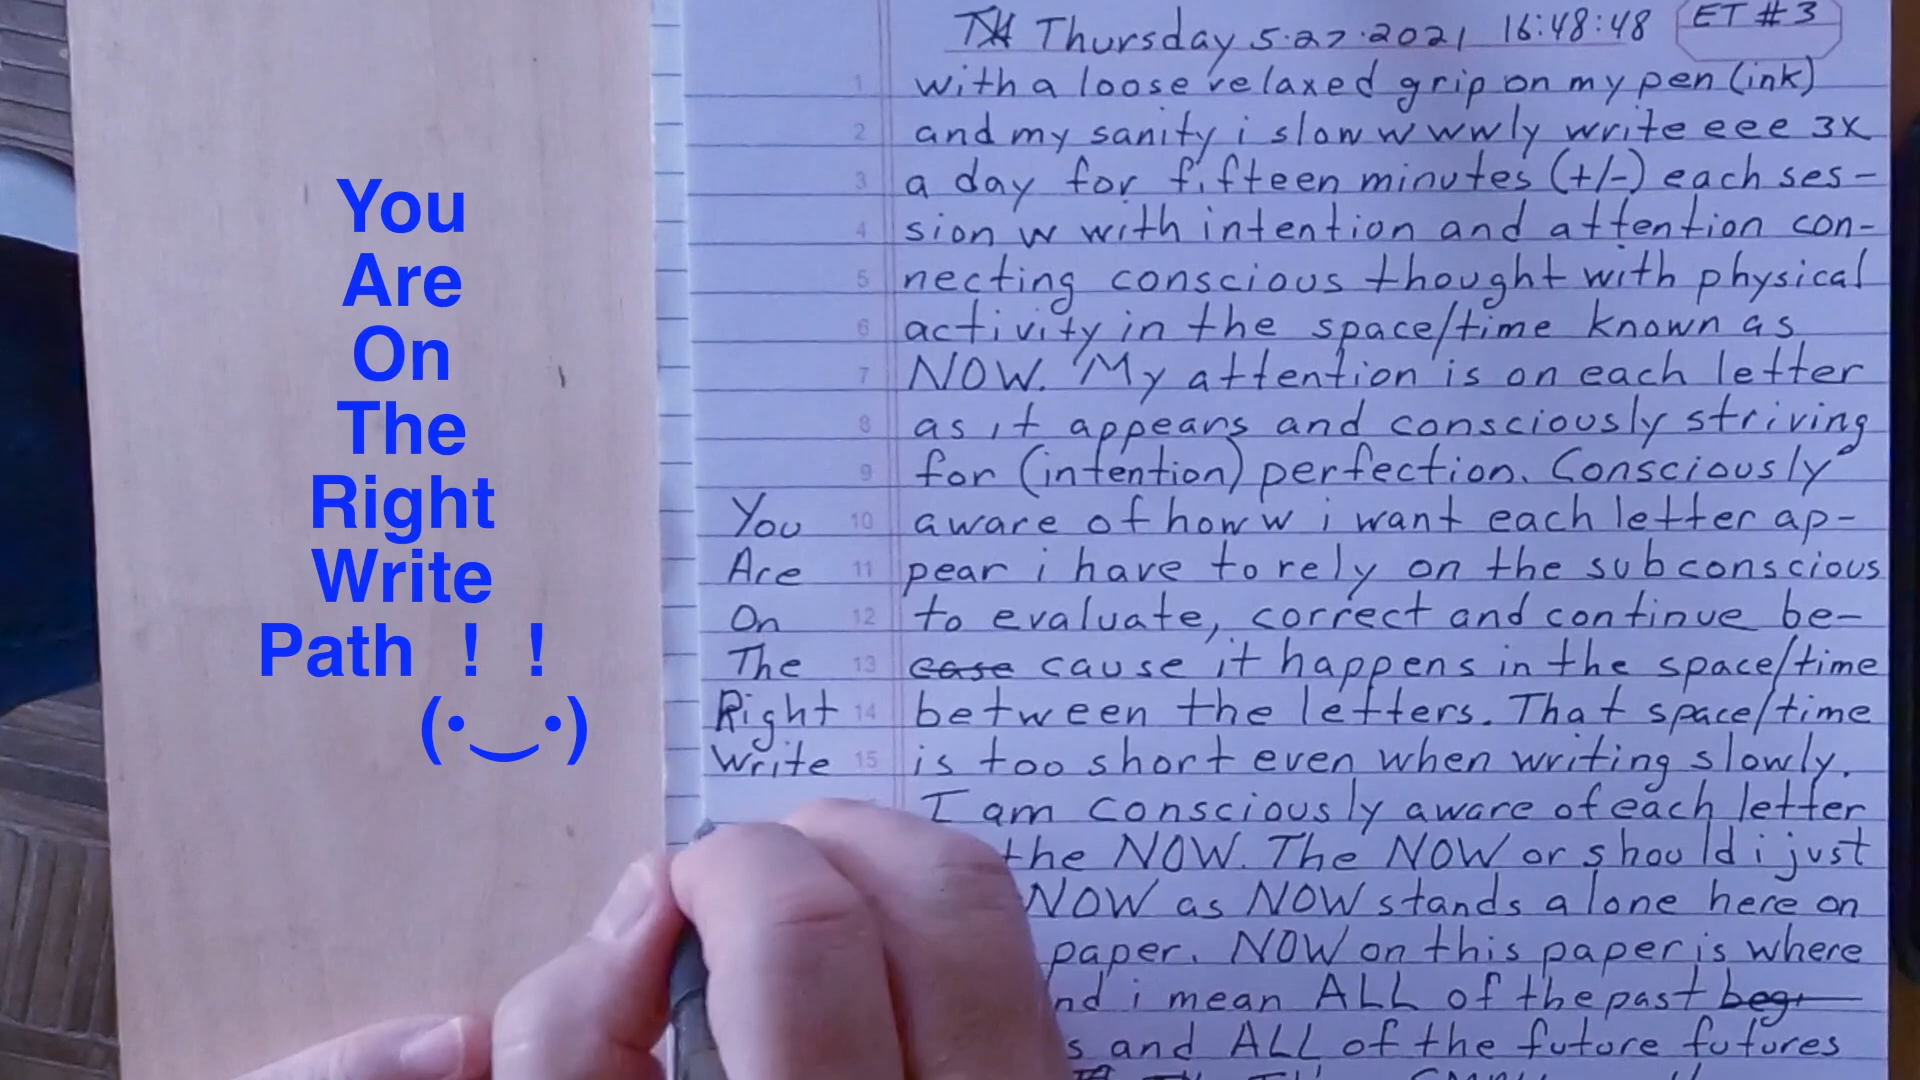 You
Are
On
The
Right
Write
Path ! !
(·‿·)
Thursday 5.27.2021 16:48:48 ET #3
1 with a loose relaxed grip on my pen (ink)
2 and my sanity i slow w wwly write eee 3x
3 a day for fifteen minutes (+/-) each ses-
4 sion w with intention and attention con-
5 necting conscious thought with physical
6 activity in the space/time known as
7 NOW. My attention is on each letter
8 as it appears and consciously striving
9 for (intention) perfection. Consciously
You 10 aware of how w i want each letter ap-
Are 11 pear i have to rely on the subconscious
On 12 to evaluate, correct and continue be-
The 13 case cause it happens in the space/time
Right 14 between the letters. That space/time
Write 15 is too short even when writing slowly.
I am consciously aware of each letter
the NOW. The NOW or should i just
NOW as NOW stands alone here on
paper. NOW on this paper is where
nd i mean ALL of the past beg
s and ALL of the future futures